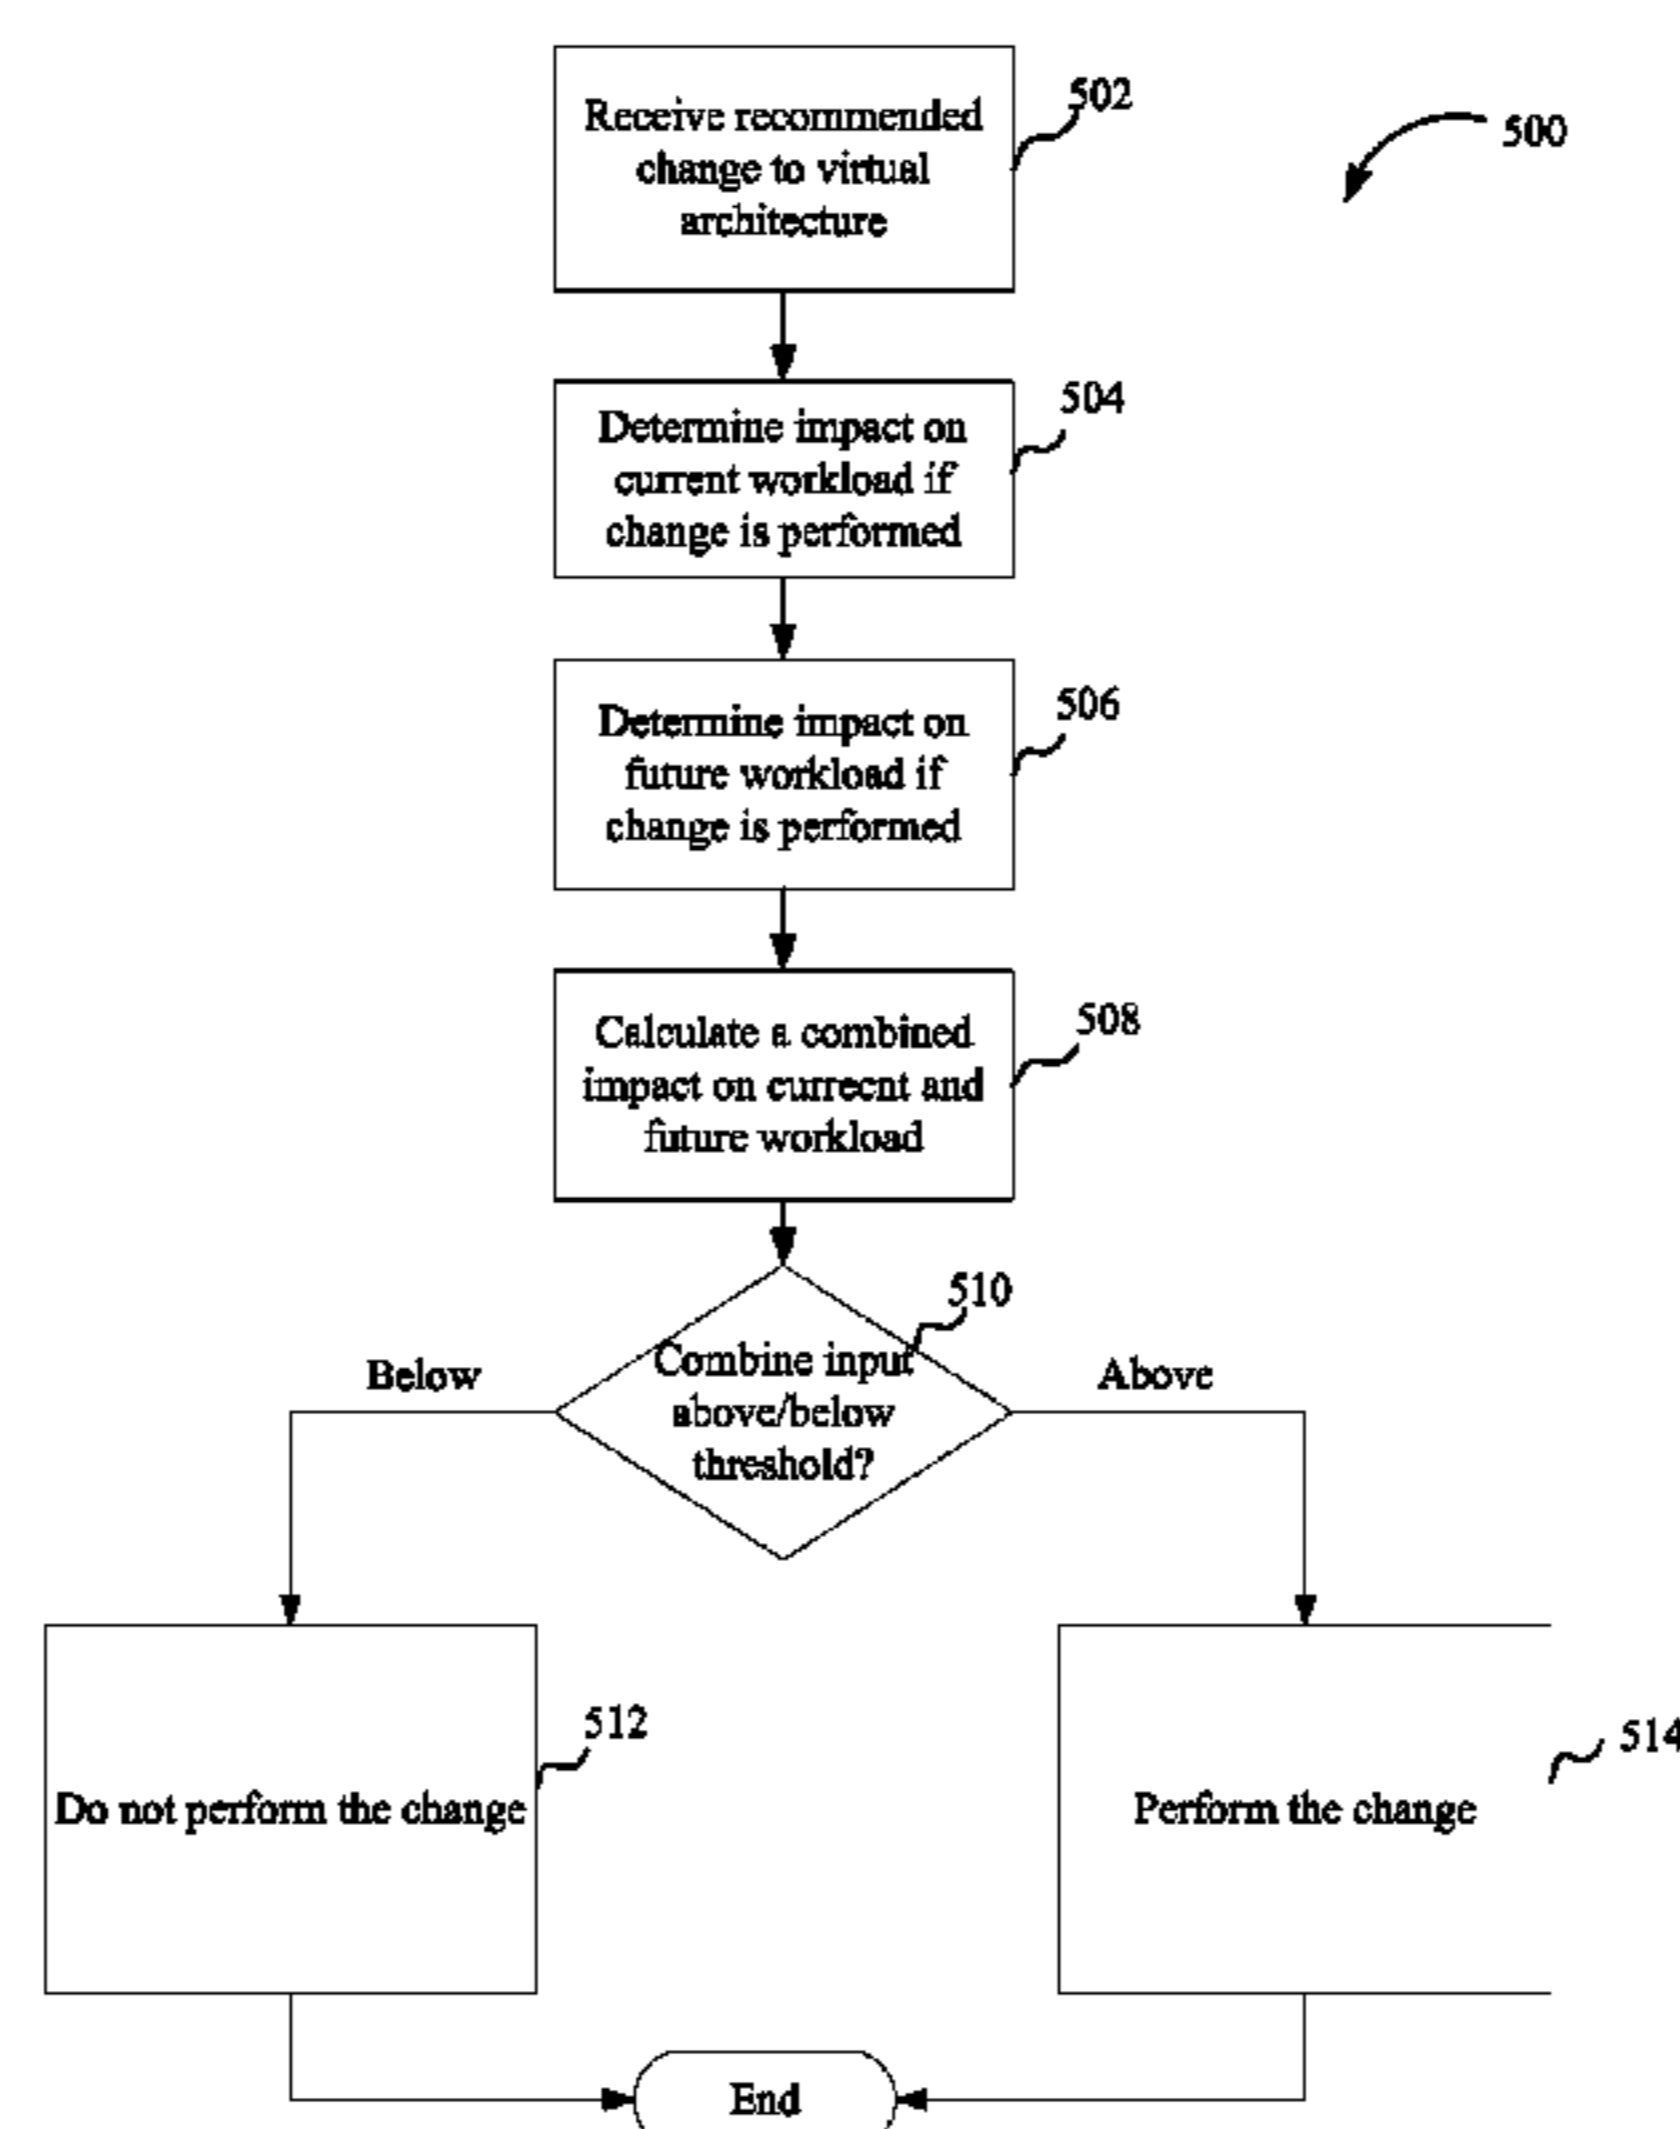 Receive recommended
change to virtual
architecture
502
500
Determine impact on
current workload if
change is performed
504
Determine impact on
future workload if
change is performed
506
Calculate a combined
impact on currecnt and
future workload
508
Combine input
above/below
threshold?
510
Below
Above
Do not perform the change
512
Perform the change
514
End